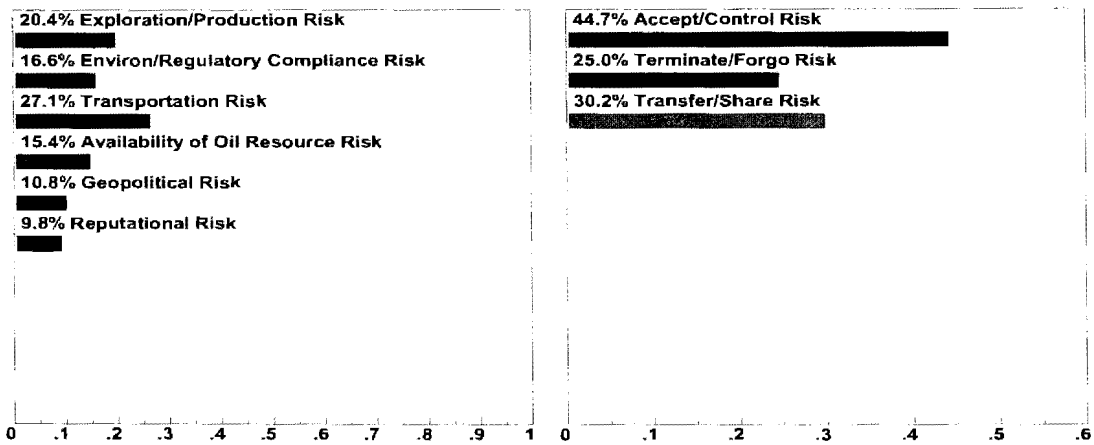 20.4% Exploration/Production Risk
16.6% Environ/Regulatory Compliance Risk
27.1% Transportation Risk
15.4% Availability of Oil Resource Risk
10.8% Geopolitical Risk
9.8% Reputational Risk
0 .1 .2 .3 .4 .5 .6 .7 .8 .9 1
44.7% Accept/Control Risk
25.0% Terminate/Forgo Risk
30.2% Transfer/Share Risk
0 .1 .2 .3 .4 .5 .6